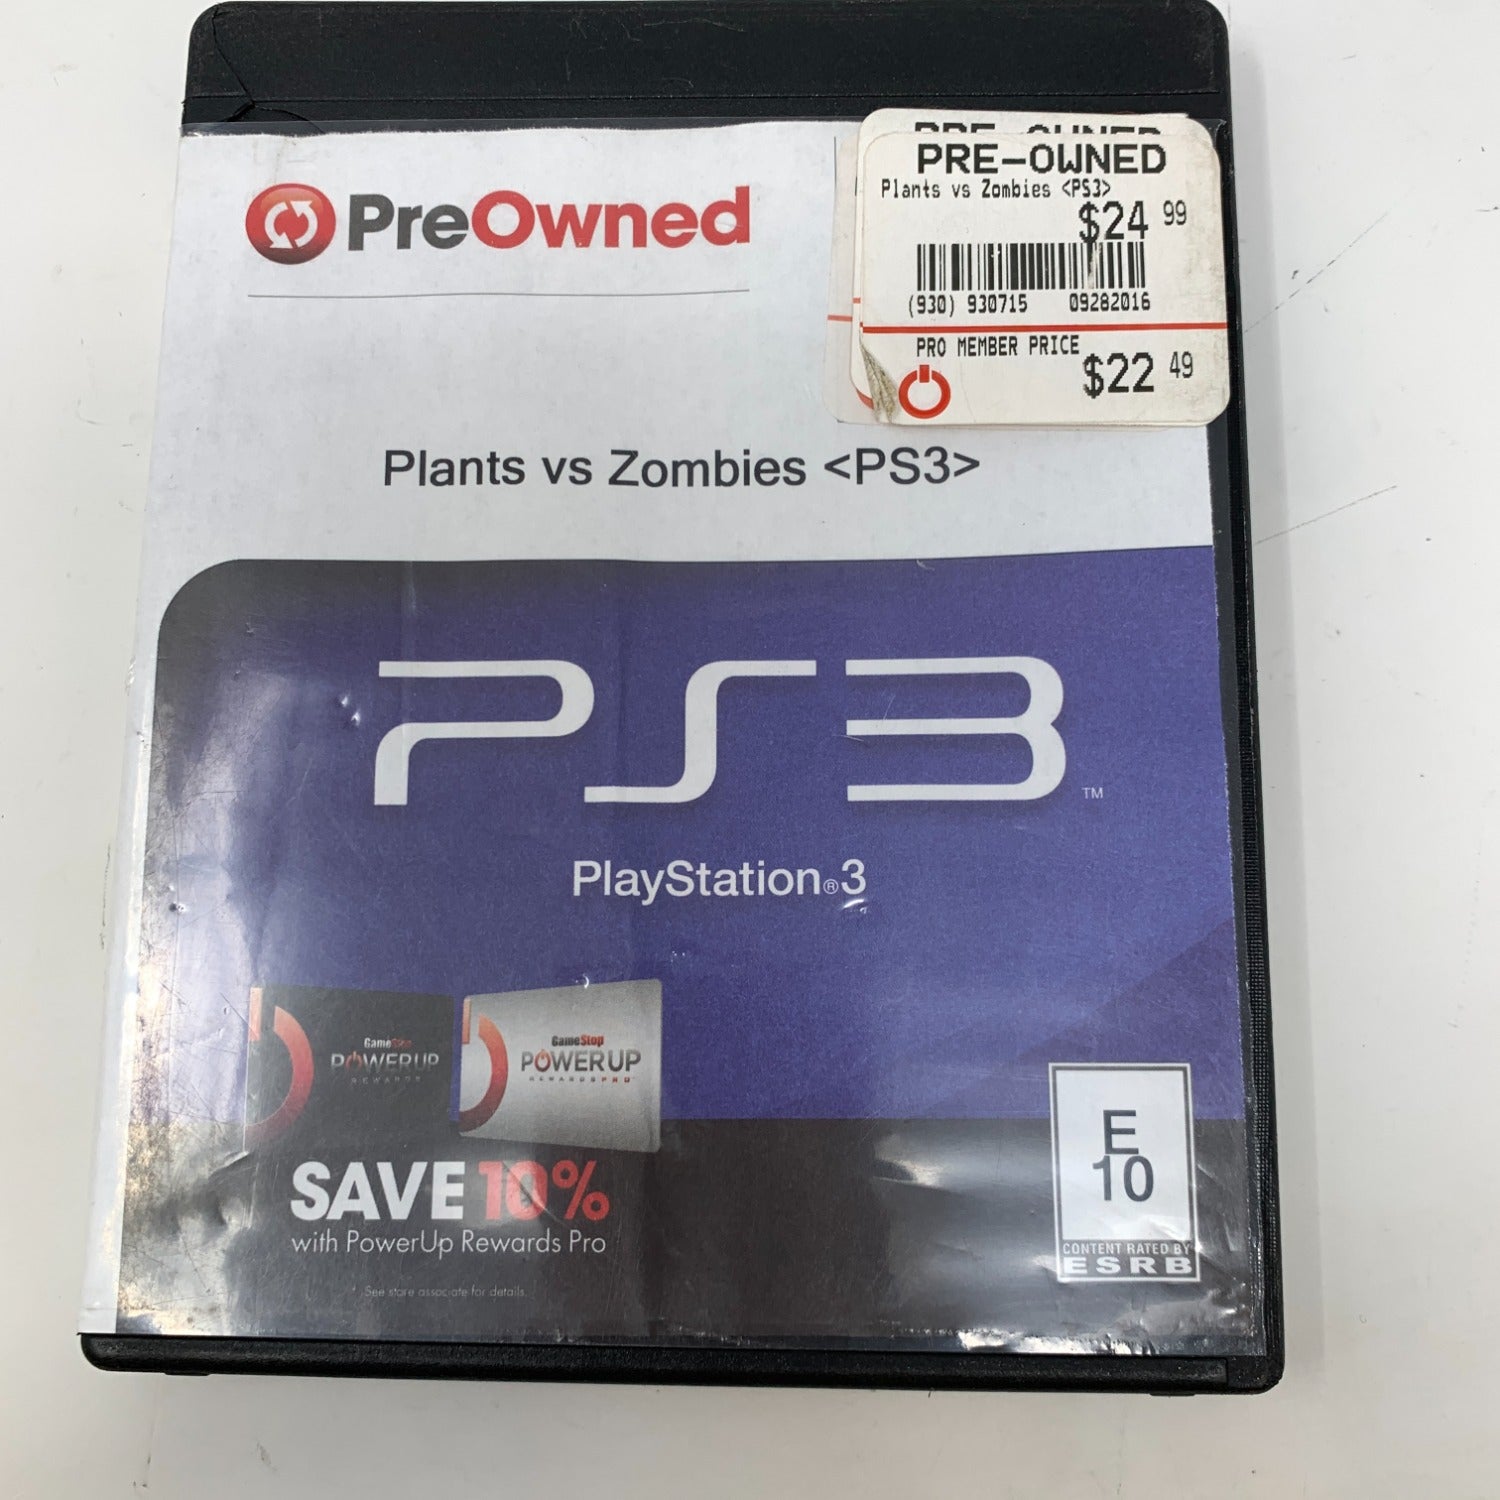 PRE-OWNED
PRE-OWNED
Plants vs Zombies <PS3>
$24 99
(930) 930715 09282016
PRO MEMBER PRICE
$22 49
PreOwned
Plants vs Zombies <PS3>
PS3 TM
PlayStation®3
GameStop
POWERUP
REWARDS
GameStop
POWERUP
REWARDSPRO
SAVE 10%
with PowerUp Rewards Pro
* See store associate for details.
E
10
CONTENT RATED BY
ESRB